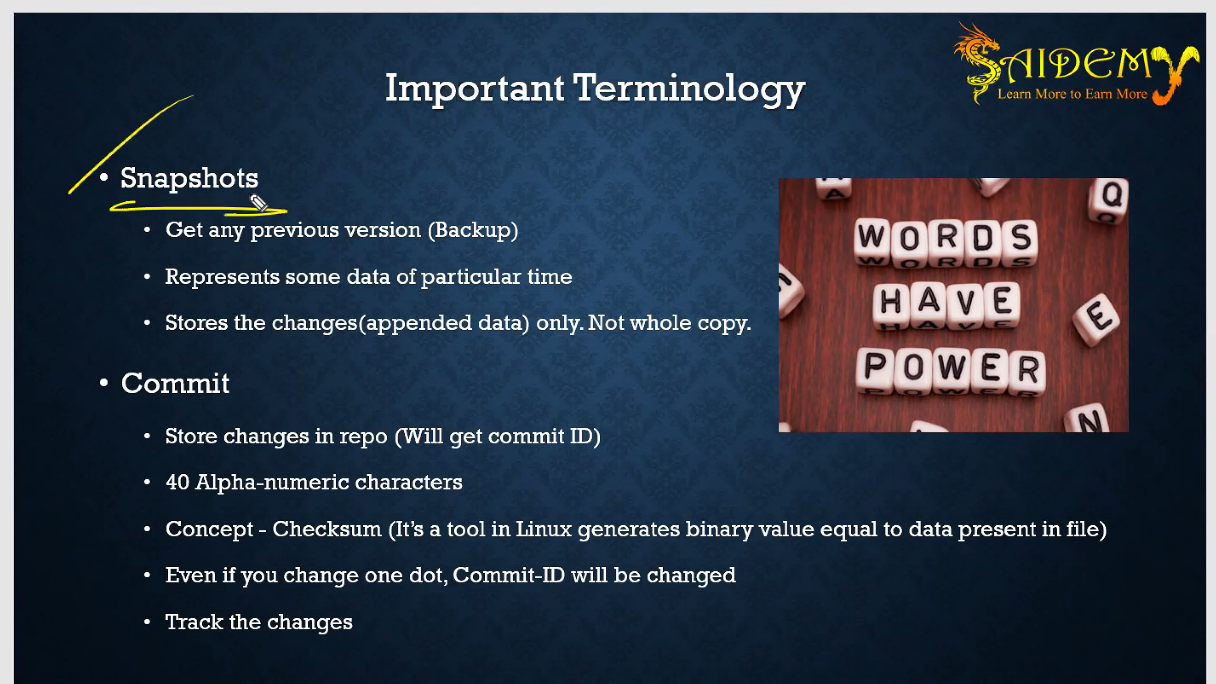 SAIDEMY
Learn More to Earn More
Important Terminology
• Snapshots
• Get any previous version (Backup)
• Represents some data of particular time
• Stores the changes(appended data) only. Not whole copy.
• Commit
• Store changes in repo (Will get commit ID)
• 40 Alpha-numeric characters
• Concept - Checksum (It's a tool in Linux generates binary value equal to data present in file)
• Even if you change one dot, Commit-ID will be changed
• Track the changes
A
Q
WORDS
HAVE
E
POWER
N